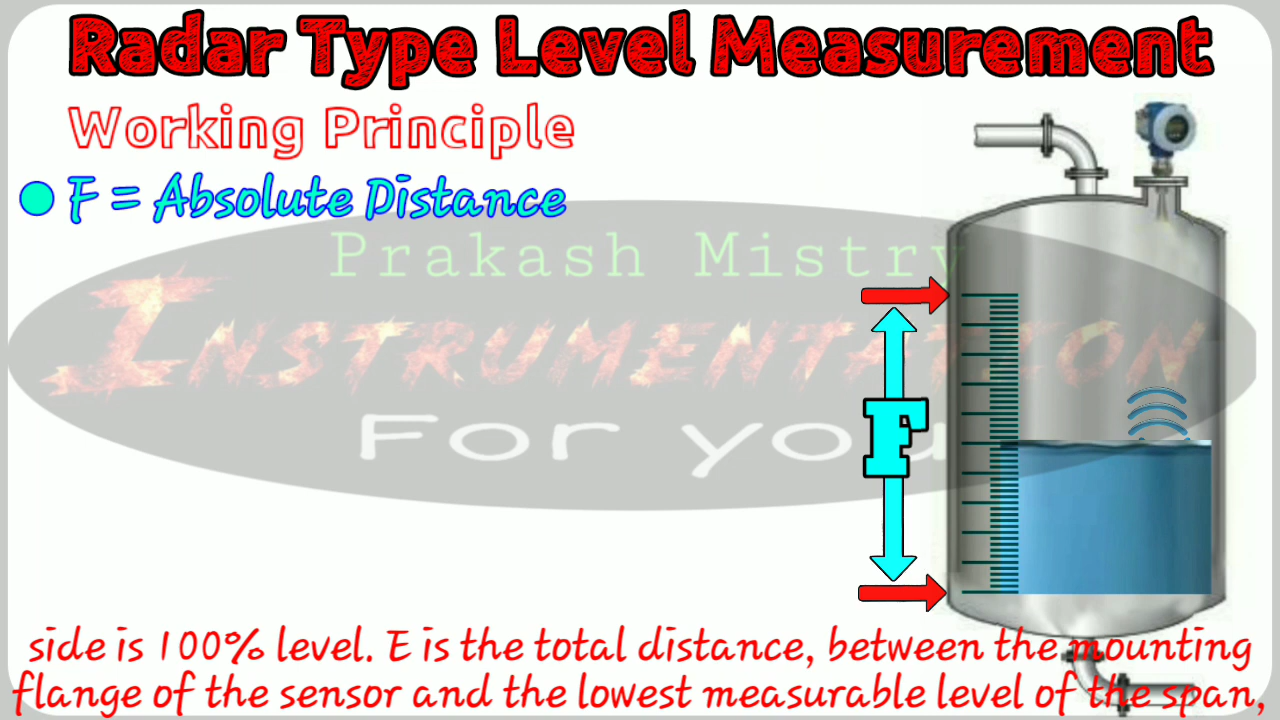 Radar Type Level Measurement
Working Principle
F = Absolute Distance
Prakash Mistry
INSTRUMENTATION
For you
F
side is 100% level. E is the total distance, between the mounting
flange of the sensor and the lowest measurable level of the span,